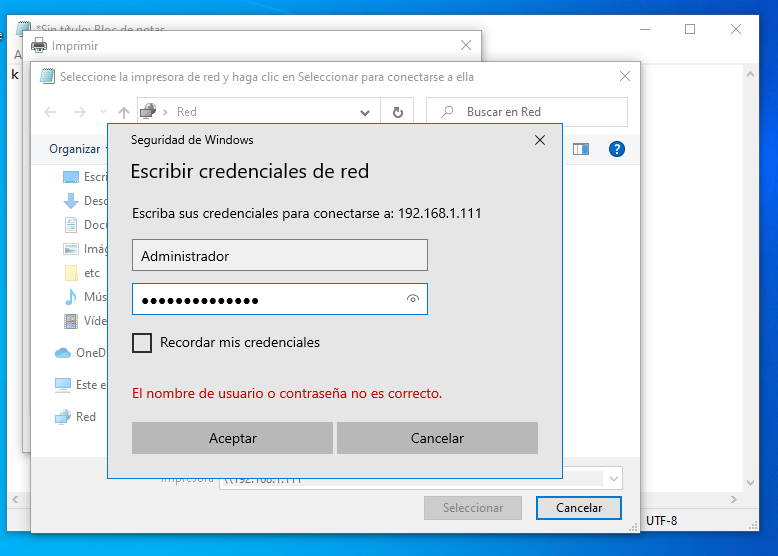 *Sin título: Bloc de notas
Imprimir
Seleccione la impresora de red y haga clic en Seleccionar para conectarse a ella
k
Red
Buscar en Red
Organizar
Seguridad de Windows
Escribir credenciales de red
Escriba sus credenciales para conectarse a: 192.168.1.111
Administrador
Recordar mis credenciales
El nombre de usuario o contraseña no es correcto.
Aceptar
Cancelar
Escri
Desc
Docu
Imág
etc
Mús
Víde
OneD
Este e
Red
Impresora
\\192.168.1.111
Seleccionar
Cancelar
UTF-8